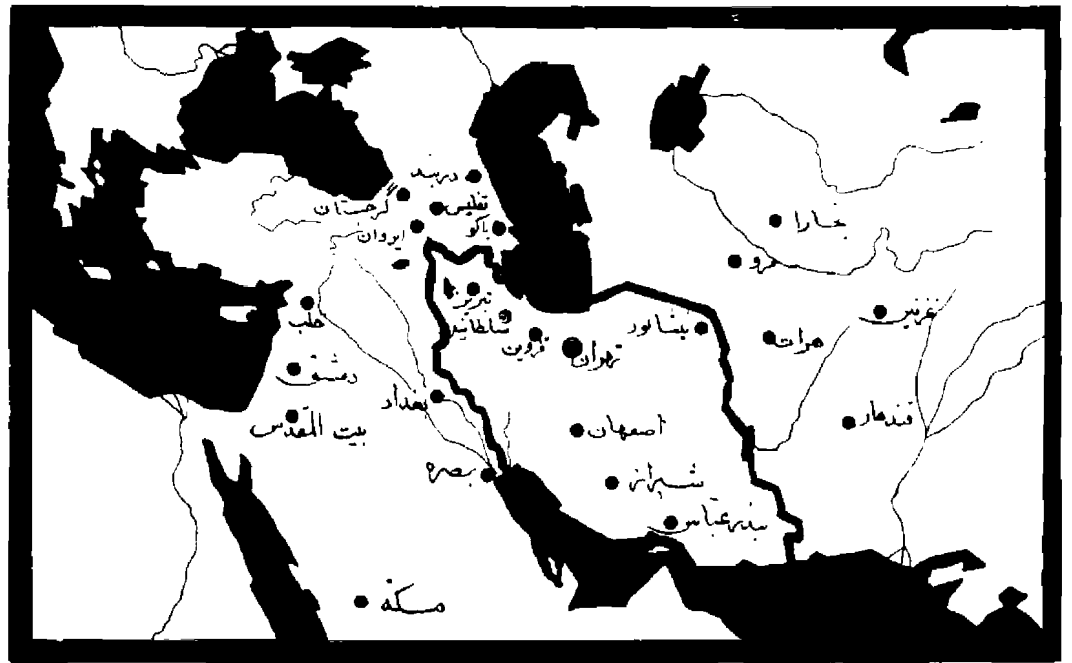 دربند
گرجستان
تفلیس
باکو
ایروان
بخارا
مرو
تبریز
سلطانیه
قزوین
تهران
نیشابور
هرات
غزنین
حلب
دمشق
بغداد
بیت المقدس
اصفهان
قندهار
بصره
شیراز
بندرعباس
مکه